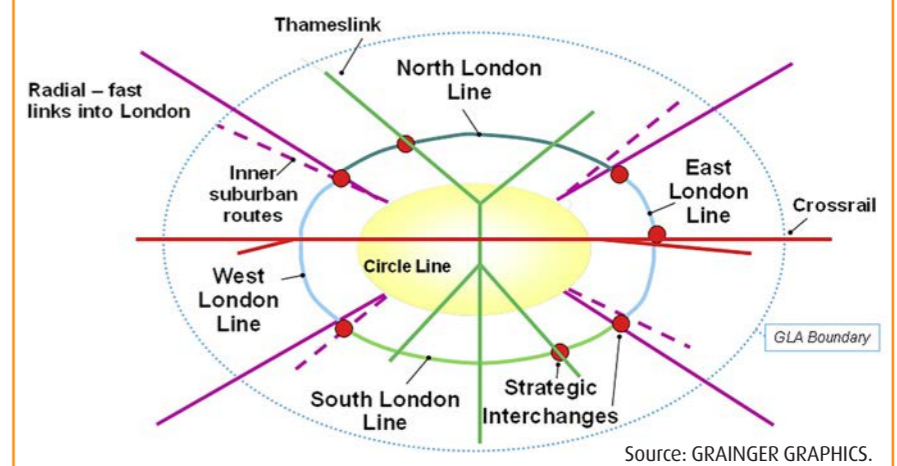 Thameslink
North London
Line
Radial – fast
links into London
Inner
suburban
routes
East
London
Line
Crossrail
Circle Line
West
London
Line
GLA Boundary
South London
Line
Strategic
Interchanges
Source: GRAINGER GRAPHICS.